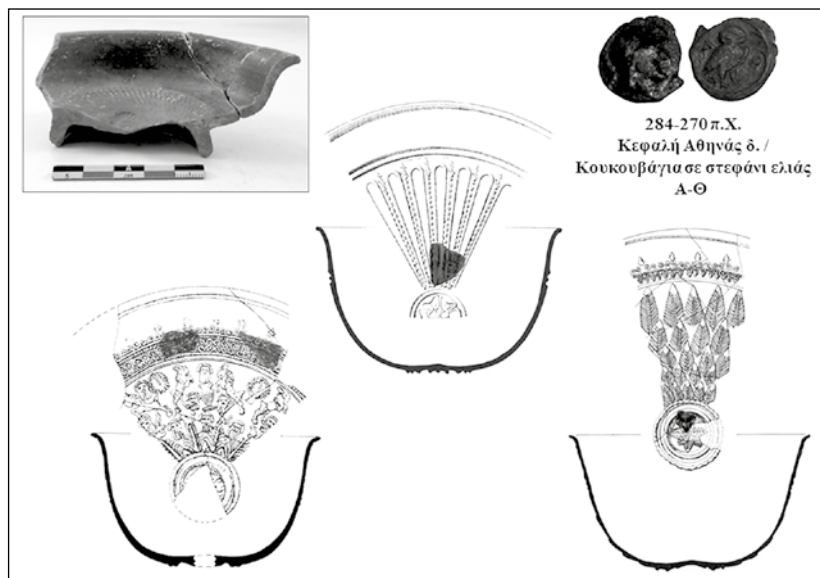 284-270 π.Χ.
Κεφαλή Αθηνάς δ. /
Κουκουβάγια σε στεφάνι ελιάς
Α-Θ